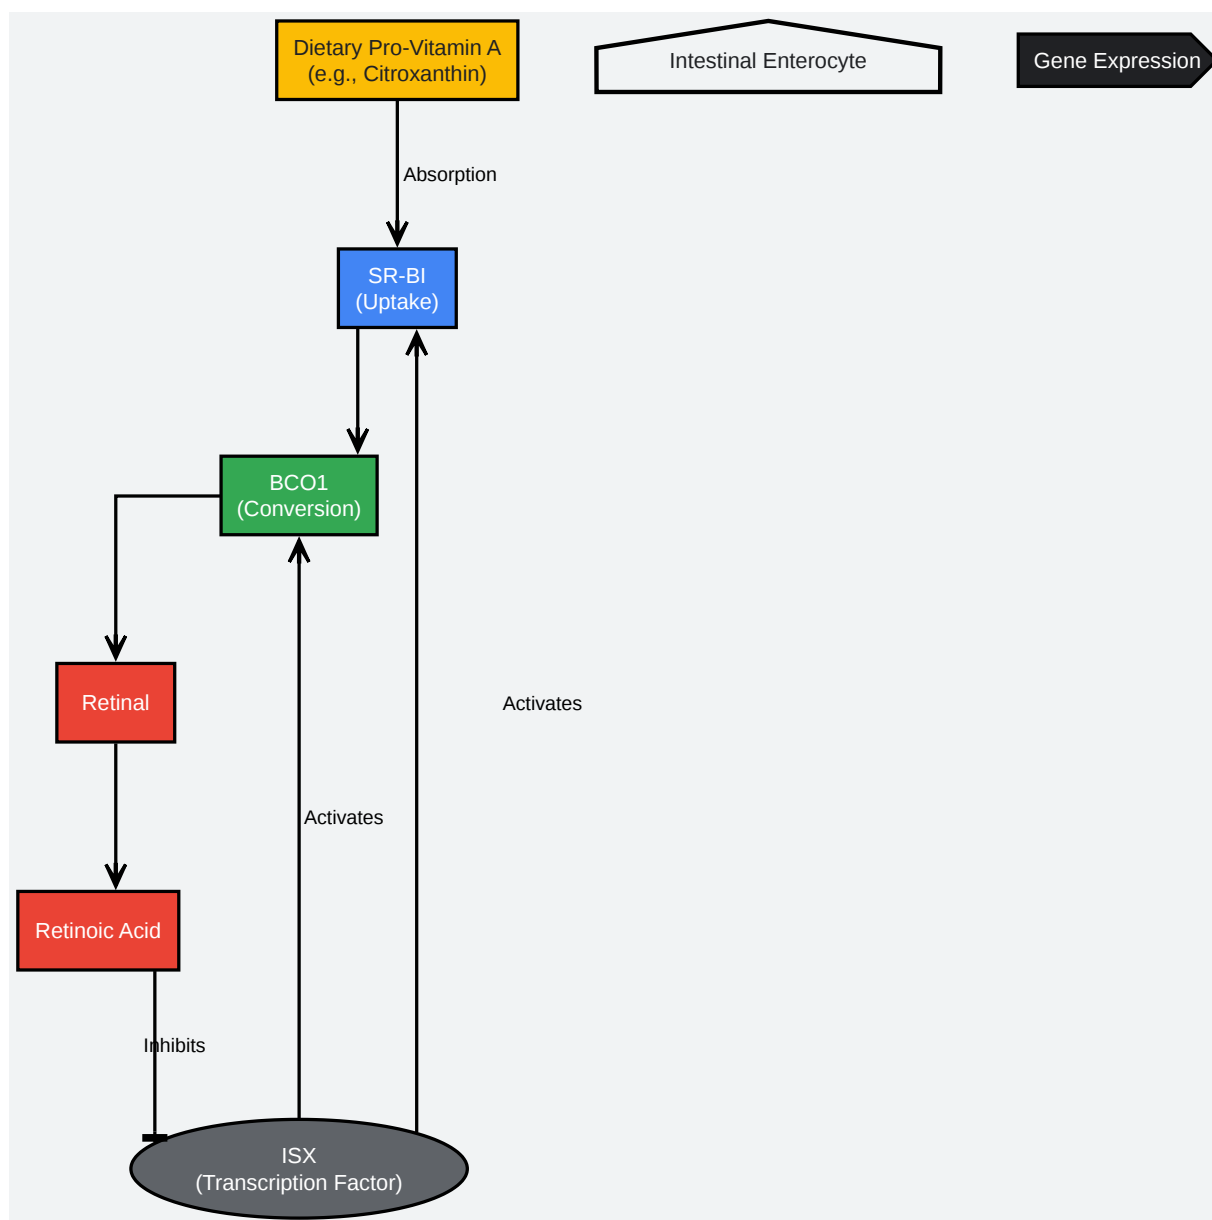 Dietary Pro-Vitamin A
(e.g., Citroxanthin)
Intestinal Enterocyte
Gene Expression
Absorption
SR-BI
(Uptake)
BCO1
(Conversion)
Retinal
Activates
Activates
Retinoic Acid
Inhibits
ISX
(Transcription Factor)